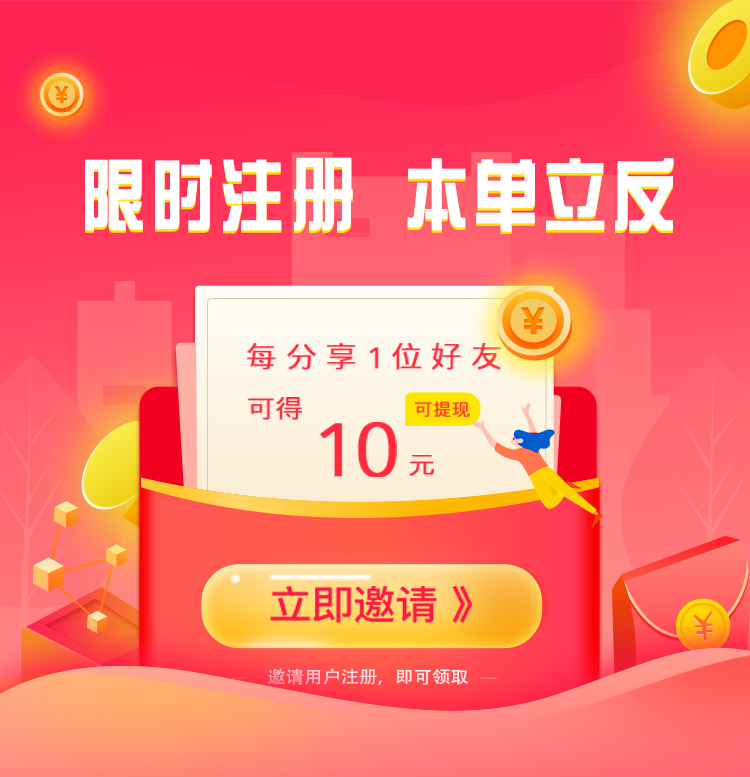 限时注册 本单立反
每分享1位好友
可得
10元
可提现
立即邀请 》
邀请用户注册，即可领取
¥
¥
¥